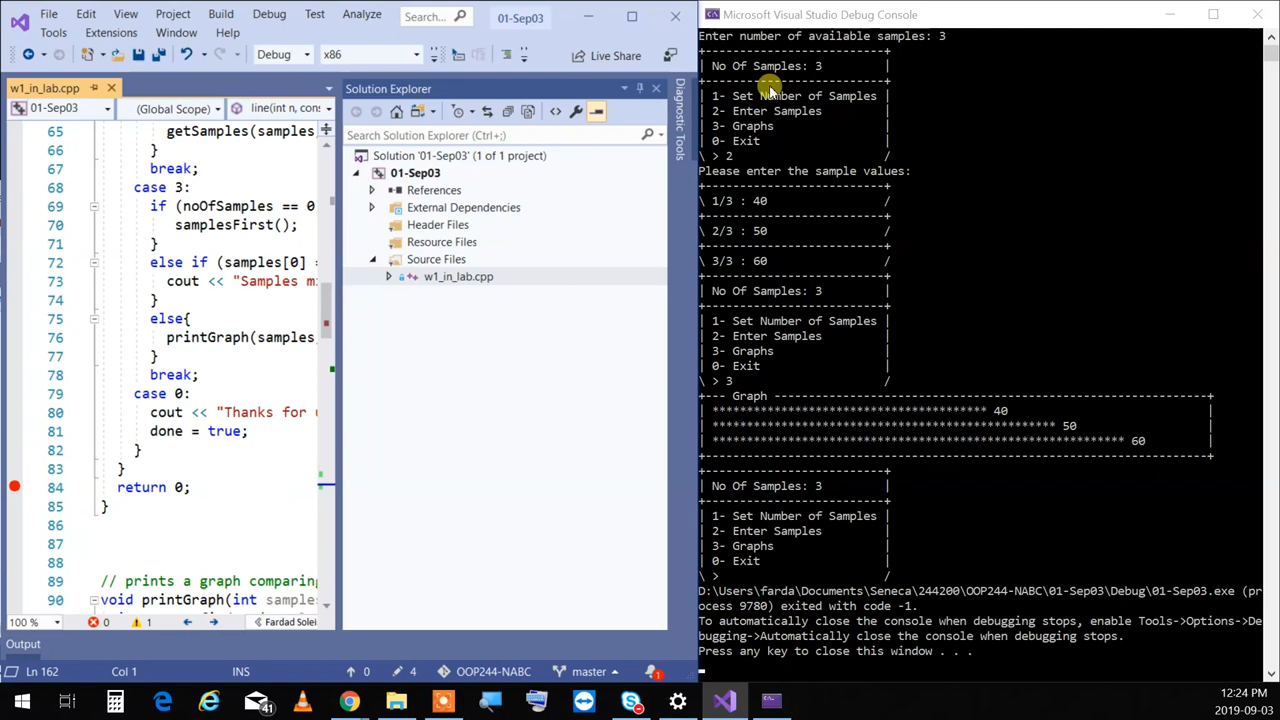 File Edit View Project Build Debug Test Analyze Search... 01-Sep03
Tools Extensions Window Help
Debug x86 Live Share
w1_in_lab.cpp
01-Sep03 (Global Scope) line(int n, cons
65 getSamples(samples,
66 }
67 break;
68 case 3:
69 if (noOfSamples == 0
70 samplesFirst();
71 }
72 else if (samples[0] =
73 cout << "Samples mu
74 }
75 else{
76 printGraph(samples,
77 }
78 break;
79 case 0:
80 cout << "Thanks for u
81 done = true;
82 }
83 }
84 return 0;
85 }
86
87
88
89 // prints a graph comparing
90 void printGraph(int samples
100 % 0 1 Fardad Solei
Output
Ln 162 Col 1 INS 0 4 OOP244-NABC master 1
Solution Explorer
Search Solution Explorer (Ctrl+;)
Solution '01-Sep03' (1 of 1 project)
01-Sep03
References
External Dependencies
Header Files
Resource Files
Source Files
w1_in_lab.cpp
Diagnostic Tools
Microsoft Visual Studio Debug Console
Enter number of available samples: 3
+--------------------------+
| No Of Samples: 3         |
+--------------------------+
| 1- Set Number of Samples |
| 2- Enter Samples         |
| 3- Graphs                |
| 0- Exit                  |
\ > 2                      /
Please enter the sample values:
+--------------------------+
\ 1/3 : 40                 /
+--------------------------+
\ 2/3 : 50                 /
+--------------------------+
\ 3/3 : 60                 /
+--------------------------+
| No Of Samples: 3         |
+--------------------------+
| 1- Set Number of Samples |
| 2- Enter Samples         |
| 3- Graphs                |
| 0- Exit                  |
\ > 3                      /
+--- Graph ---------------------------------------------------------------+
| **************************************** 40                             |
| ************************************************** 50                   |
| ************************************************************ 60         |
+-------------------------------------------------------------------------+
+--------------------------+
| No Of Samples: 3         |
+--------------------------+
| 1- Set Number of Samples |
| 2- Enter Samples         |
| 3- Graphs                |
| 0- Exit                  |
\ >                        /
D:\Users\farda\Documents\Seneca\244200\OOP244-NABC\01-Sep03\Debug\01-Sep03.exe (pr
ocess 9780) exited with code -1.
To automatically close the console when debugging stops, enable Tools->Options->De
bugging->Automatically close the console when debugging stops.
Press any key to close this window . . .
41
12:24 PM
2019-09-03